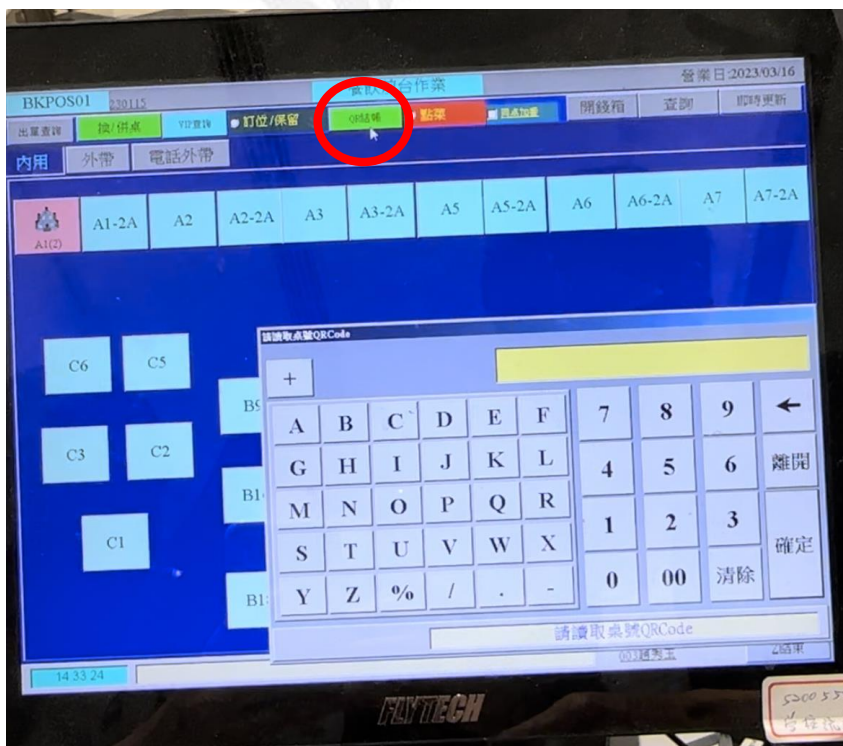 營業日:2023/03/16
BKPOS01 230115
出單查詢 換/併桌 VIP查詢 訂位/保留 QR結帳 點菜 開錢箱 查詢 即時更新
內用 外帶 電話外帶
A1(2) A1-2A A2 A2-2A A3 A3-2A A5 A5-2A A6 A6-2A A7 A7-2A
C6 C5
請讀取桌號QRCode
+
A B C D E F 7 8 9 ←
G H I J K L 4 5 6 離開
C3 C2
M N O P Q R 1 2 3 確定
C1
S T U V W X
Y Z % / . - 0 00 清除
請讀取桌號QRCode
14 33 24
FLYTECH